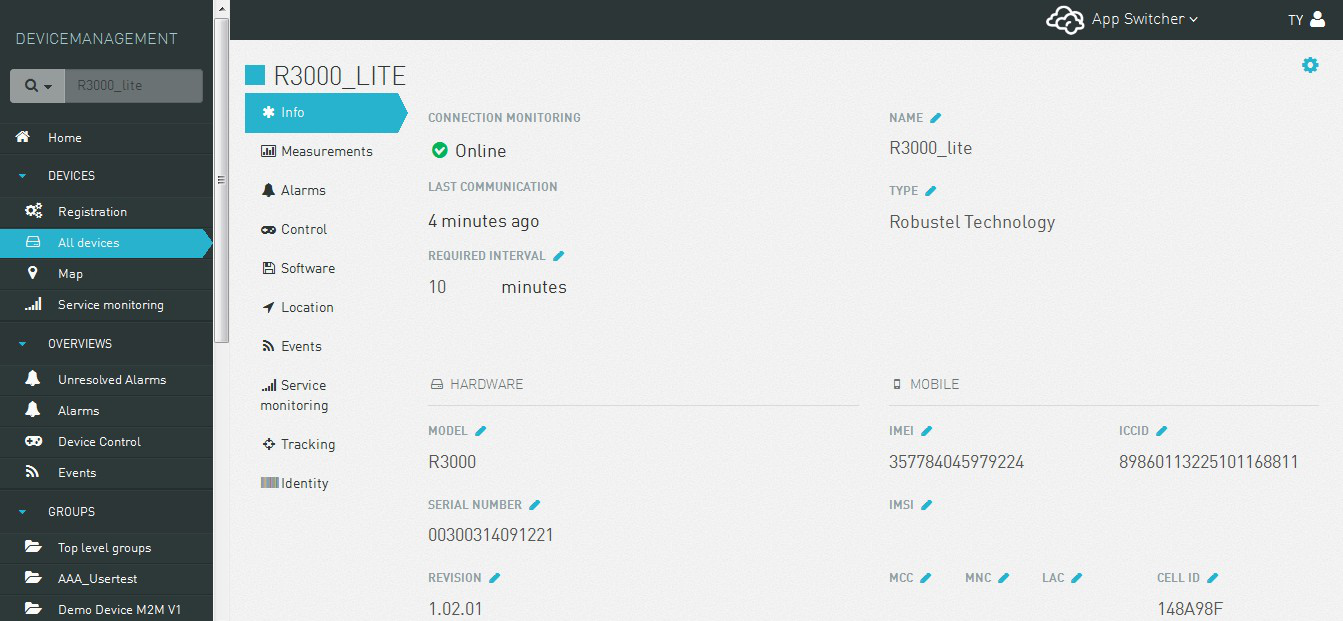 DEVICEMANAGEMENT
R3000_lite
Home
DEVICES
Registration
All devices
Map
Service monitoring
OVERVIEWS
Unresolved Alarms
Alarms
Device Control
Events
GROUPS
Top level groups
AAA_Usertest
Demo Device M2M V1
App Switcher
TY
R3000_LITE
Info
Measurements
Alarms
Control
Software
Location
Events
Service
monitoring
Tracking
Identity
CONNECTION MONITORING
Online
LAST COMMUNICATION
4 minutes ago
REQUIRED INTERVAL
10 minutes
NAME
R3000_lite
TYPE
Robustel Technology
HARDWARE
MODEL
R3000
SERIAL NUMBER
00300314091221
REVISION
1.02.01
MOBILE
IMEI ICCID
357784045979224 89860113225101168811
IMSI
MCC MNC LAC CELL ID
148A98F